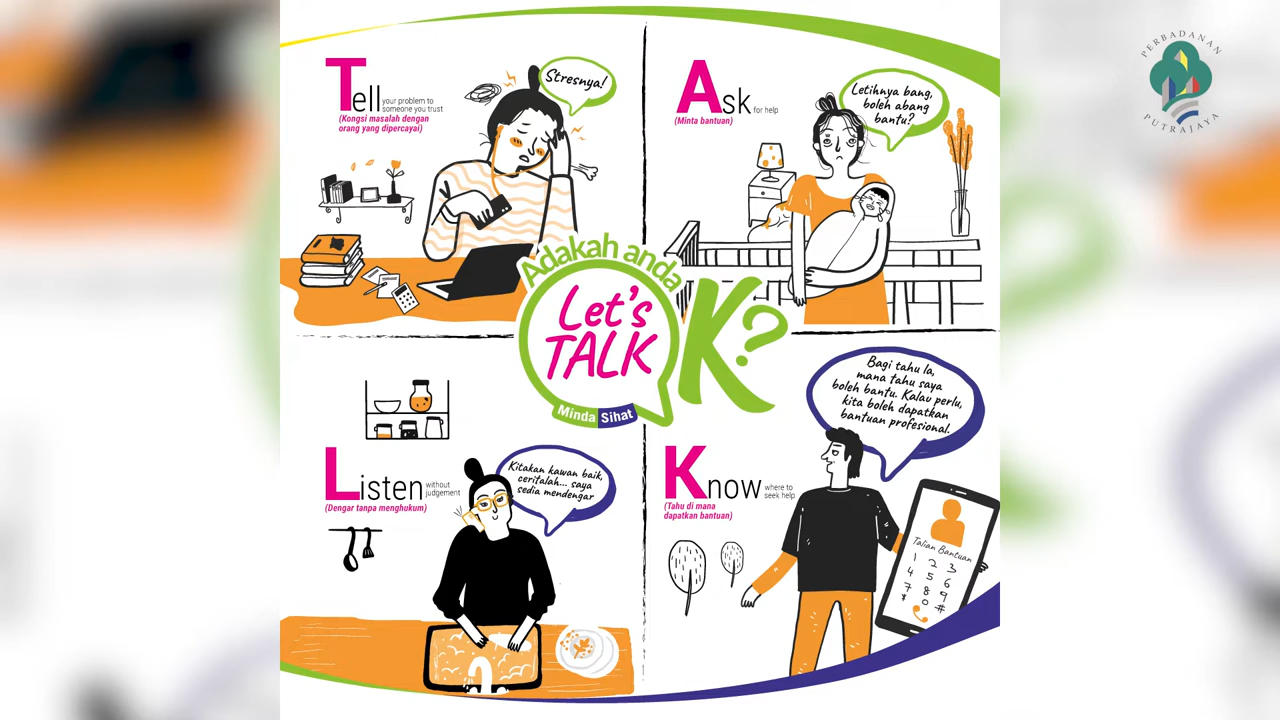 Tell your problem to
someone you trust
(Kongsi masalah dengan
orang yang dipercayai)
Stresnya!
Ask for help
(Minta bantuan)
Letihnya bang,
boleh abang
bantu?
PERBADANAN
PUTRAJAYA
Adakah anda
K?
Let's
TALK
Minda Sihat
Listen without
judgement
(Dengar tanpa menghukum)
Kitakan kawan baik,
ceritalah... saya
sedia mendengar
Know where to
seek help
(Tahu di mana
dapatkan bantuan)
Bagi tahu la,
mana tahu saya
boleh bantu. Kalau perlu,
kita boleh dapatkan
bantuan profesional.
Talian Bantuan
1 2 3
4 5 6
7 8 9
* 0 #